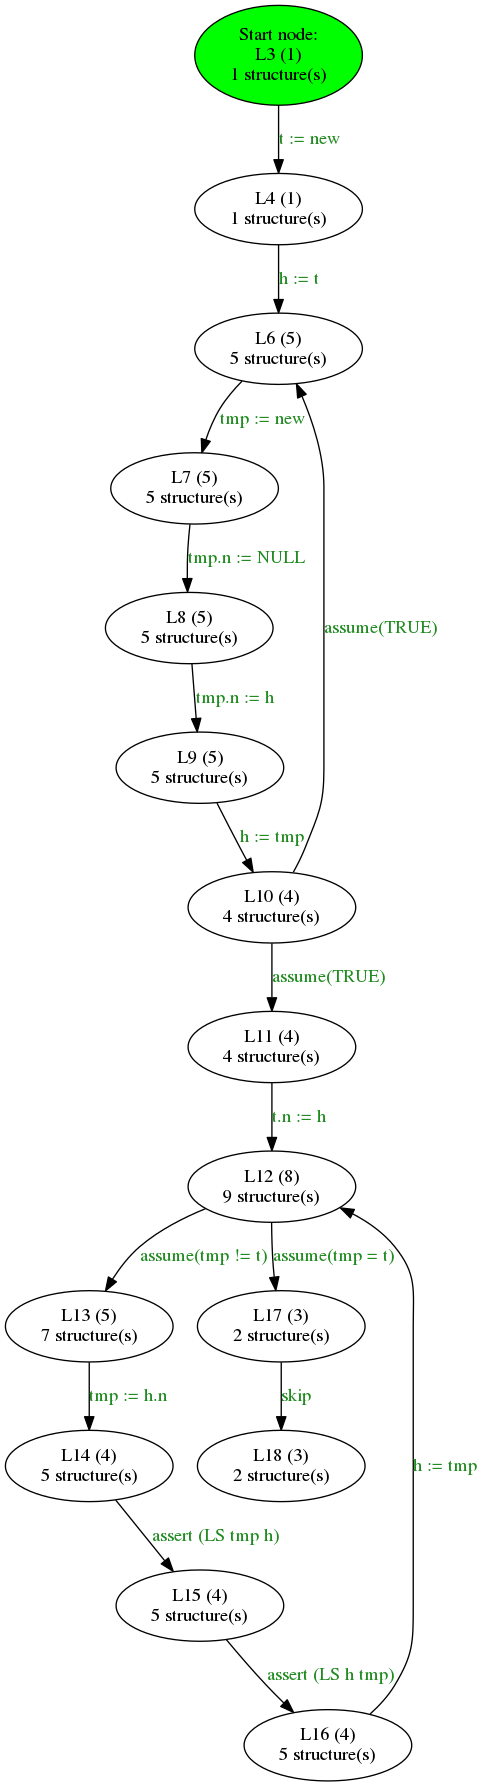 Start node:
L3 (1)
1 structure(s)
t := new
L4 (1)
1 structure(s)
h := t
L6 (5)
5 structure(s)
tmp := new
L7 (5)
5 structure(s)
tmp.n := NULL
L8 (5)
5 structure(s)
assume(TRUE)
tmp.n := h
L9 (5)
5 structure(s)
h := tmp
L10 (4)
4 structure(s)
assume(TRUE)
L11 (4)
4 structure(s)
t.n := h
L12 (8)
9 structure(s)
assume(tmp != t)
assume(tmp = t)
L13 (5)
7 structure(s)
L17 (3)
2 structure(s)
tmp := h.n
skip
L14 (4)
5 structure(s)
L18 (3)
2 structure(s)
h := tmp
assert (LS tmp h)
L15 (4)
5 structure(s)
assert (LS h tmp)
L16 (4)
5 structure(s)